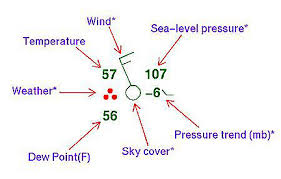 Wind*
Sea-level pressure*
Temperature
57
107
Weather*
-6
56
Pressure trend (mb)*
Dew Point(F)
Sky cover*